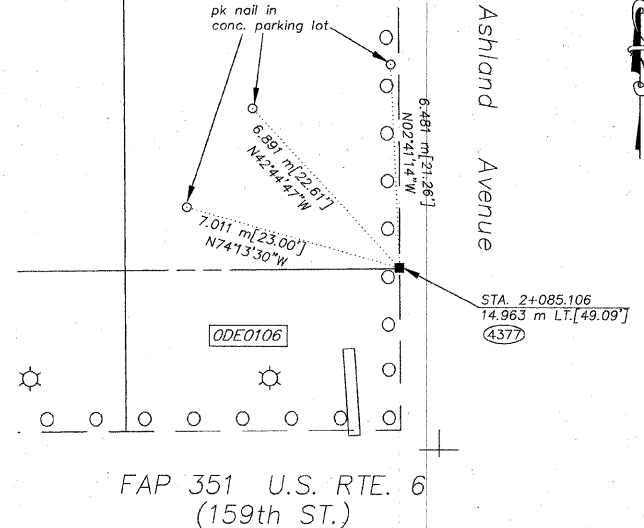 pk nail in
conc. parking lot
Ashland Avenue
6.481 m[21.26']
N02°41'14"W
6.891 m[22.61']
N42°44'47"W
7.011 m[23.00']
N74°13'30"W
STA. 2+085.106
14.963 m LT.[49.09']
4377
0DE0106
FAP 351 U.S. RTE. 6
(159th ST.)